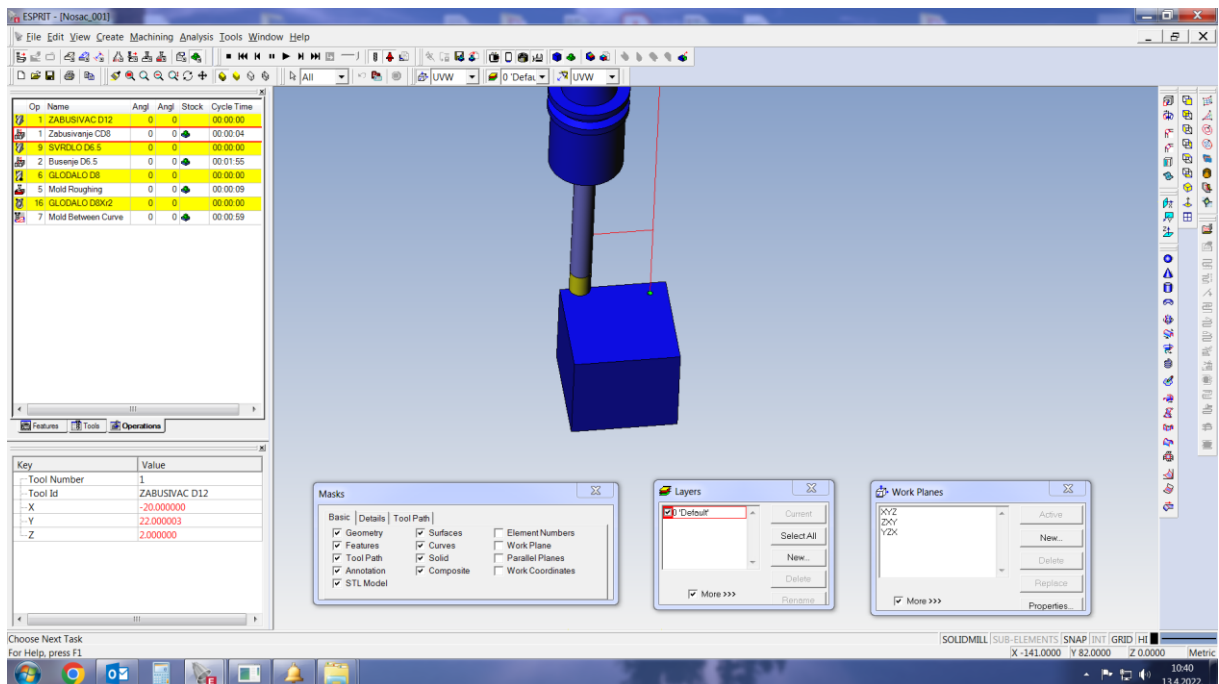 ESPRIT - [Nosac_001]
File Edit View Create Machining Analysis Tools Window Help
All UVW 0 'Defau UVW
Op Name Angl Angl Stock Cycle Time
1 ZABUSIVAC D12 0 0 00:00:00
1 Zabusivanje CD8 0 0 00:00:04
9 SVRDLO D6.5 0 0 00:00:00
2 Busenje D6.5 0 0 00:01:55
6 GLODALO D8 0 0 00:00:00
5 Mold Roughing 0 0 00:00:09
16 GLODALO D8Xr2 0 0 00:00:00
7 Mold Between Curve 0 0 00:00:59
Features Tools Operations
Key Value
Tool Number 1
Tool Id ZABUSIVAC D12
X -20.000000
Y 22.000003
Z 2.000000
Masks
Basic Details Tool Path
Geometry Surfaces Element Numbers
Features Curves Work Plane
Tool Path Solid Parallel Planes
Annotation Composite Work Coordinates
STL Model
Layers
0 'Default'
Current
Select All
New...
Delete
More >>>
Rename
Work Planes
XYZ
ZXY
YZX
Active
New...
Delete
Replace
More >>>
Properties...
Choose Next Task
SOLIDMILL SUB-ELEMENTS SNAP INT GRID HI
For Help, press F1
X -141.0000 Y 82.0000 Z 0.0000 Metric
10:40
13.4.2022